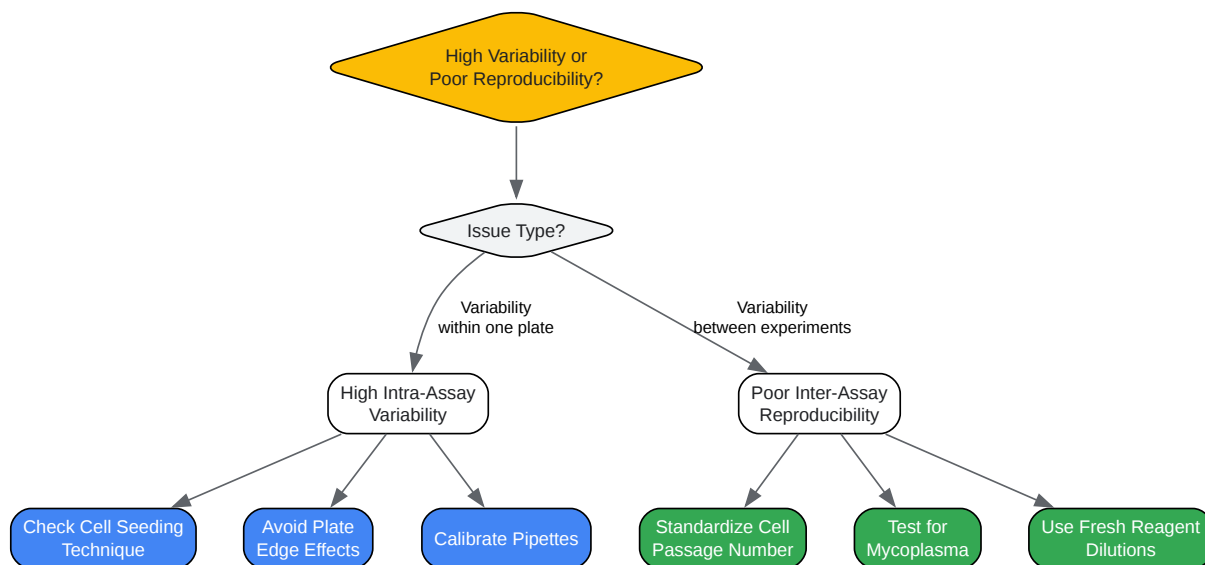 High Variability or
Poor Reproducibility?
Issue Type?
Variability
within one plate
Variability
between experiments
High Intra-Assay
Variability
Poor Inter-Assay
Reproducibility
Check Cell Seeding
Technique
Avoid Plate
Edge Effects
Calibrate Pipettes
Standardize Cell
Passage Number
Test for
Mycoplasma
Use Fresh Reagent
Dilutions